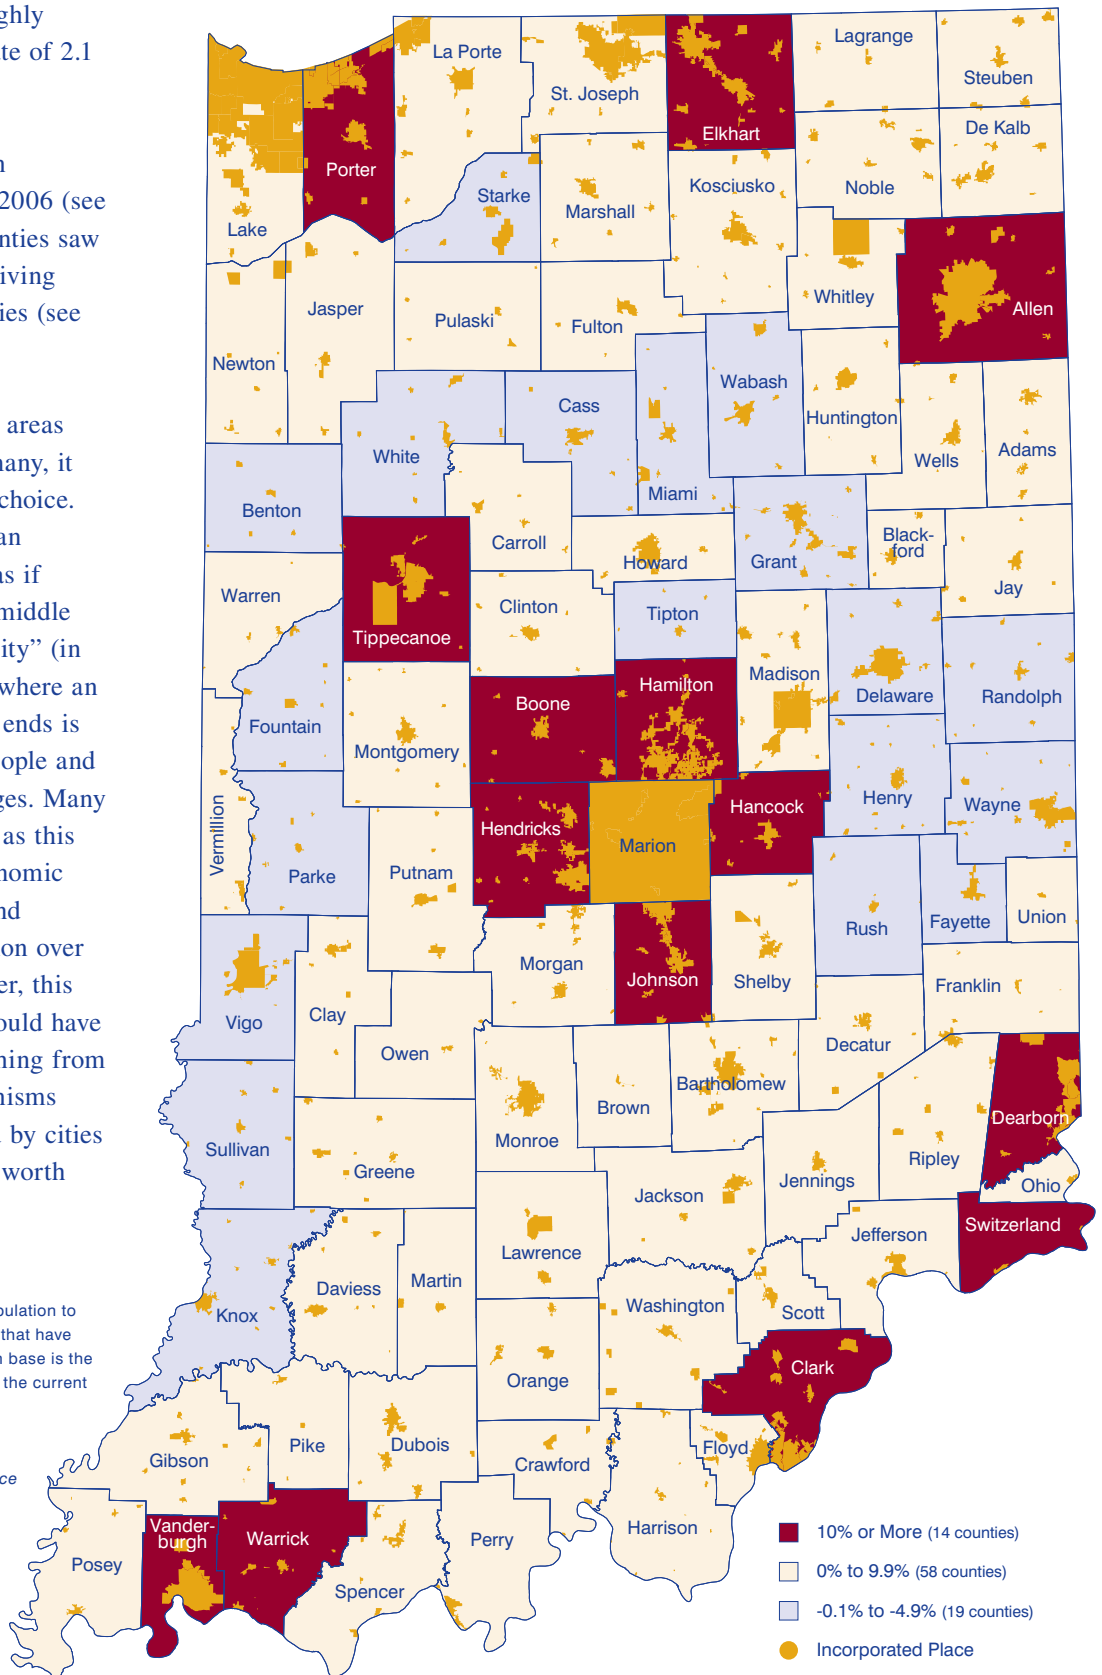 ghly
te of 2.1
n
2006 (see
nties saw
iving
ies (see
areas
nany, it
choice.
an
as if
middle
ity” (in
where an
ends is
ople and
ges. Many
as this
nomic
nd
on over
er, this
ould have
ning from
nisms
by cities
worth
pulation to
that have
n base is the
the current
ce
La Porte
St. Joseph
Elkhart
Lagrange
Steuben
De Kalb
Noble
Porter
Lake
Starke
Marshall
Kosciusko
Whitley
Allen
Jasper
Pulaski
Fulton
Newton
Wabash
Huntington
Cass
White
Miami
Wells
Adams
Benton
Carroll
Howard
Grant
Black-
ford
Jay
Warren
Tippecanoe
Clinton
Tipton
Madison
Delaware
Randolph
Fountain
Montgomery
Boone
Hamilton
Vermillion
Hendricks
Marion
Hancock
Henry
Wayne
Parke
Putnam
Rush
Fayette
Union
Morgan
Johnson
Shelby
Franklin
Vigo
Clay
Owen
Decatur
Bartholomew
Brown
Monroe
Dearborn
Ripley
Ohio
Sullivan
Greene
Jackson
Jennings
Switzerland
Jefferson
Lawrence
Daviess
Martin
Knox
Washington
Scott
Clark
Orange
Pike
Dubois
Gibson
Crawford
Floyd
Harrison
Vander-
burgh
Warrick
Perry
Posey
Spencer
10% or More (14 counties)
0% to 9.9% (58 counties)
-0.1% to -4.9% (19 counties)
Incorporated Place